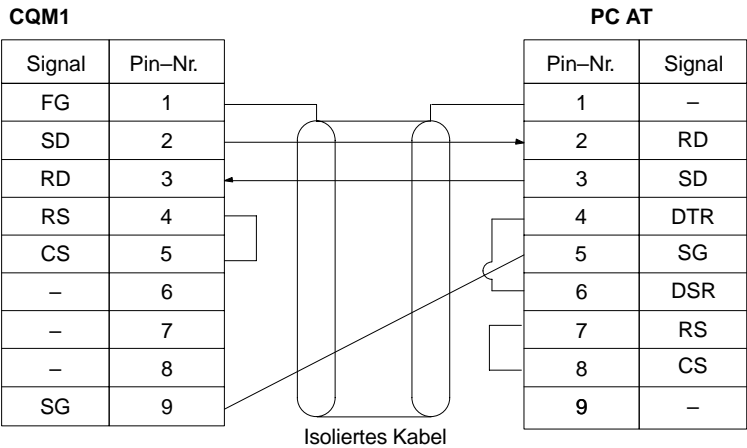 CQM1 PC AT
Signal Pin–Nr. Pin–Nr. Signal
FG 1 1 –
SD 2 2 RD
RD 3 3 SD
RS 4 4 DTR
CS 5 5 SG
– 6 6 DSR
– 7 7 RS
– 8 8 CS
SG 9 9 –
Isoliertes Kabel